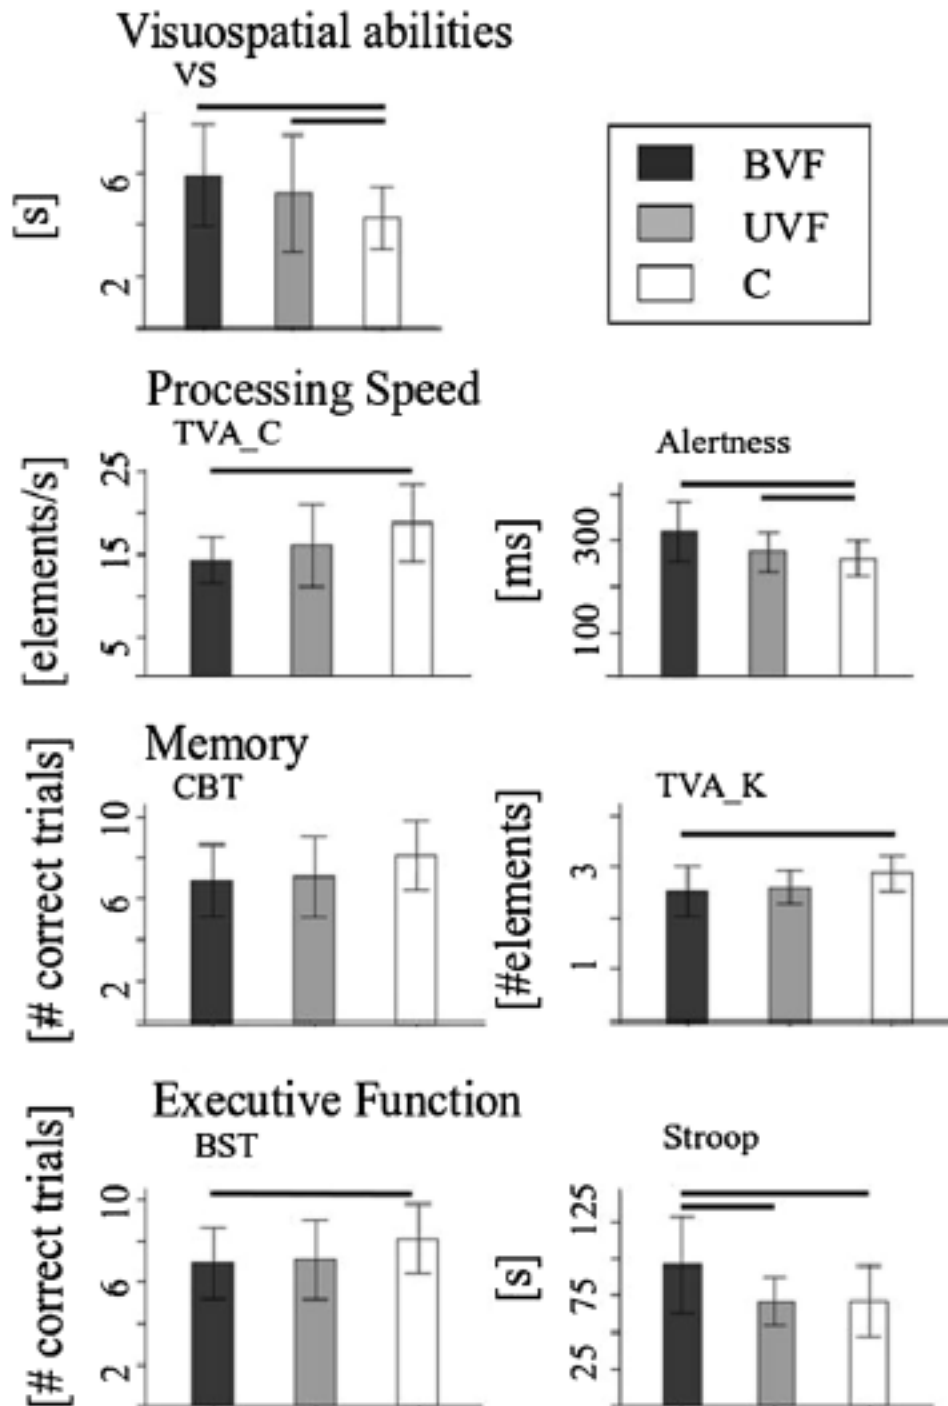 Visuospatial abilities
VS
[s]
6
2
BVF
UVF
C
Processing Speed
TVA_C
[elements/s]
25
15
5
Alertness
[ms]
300
100
Memory
CBT
[# correct trials]
10
6
2
TVA_K
[#elements]
3
1
Executive Function
BST
[# correct trials]
10
6
2
Stroop
[s]
125
75
25